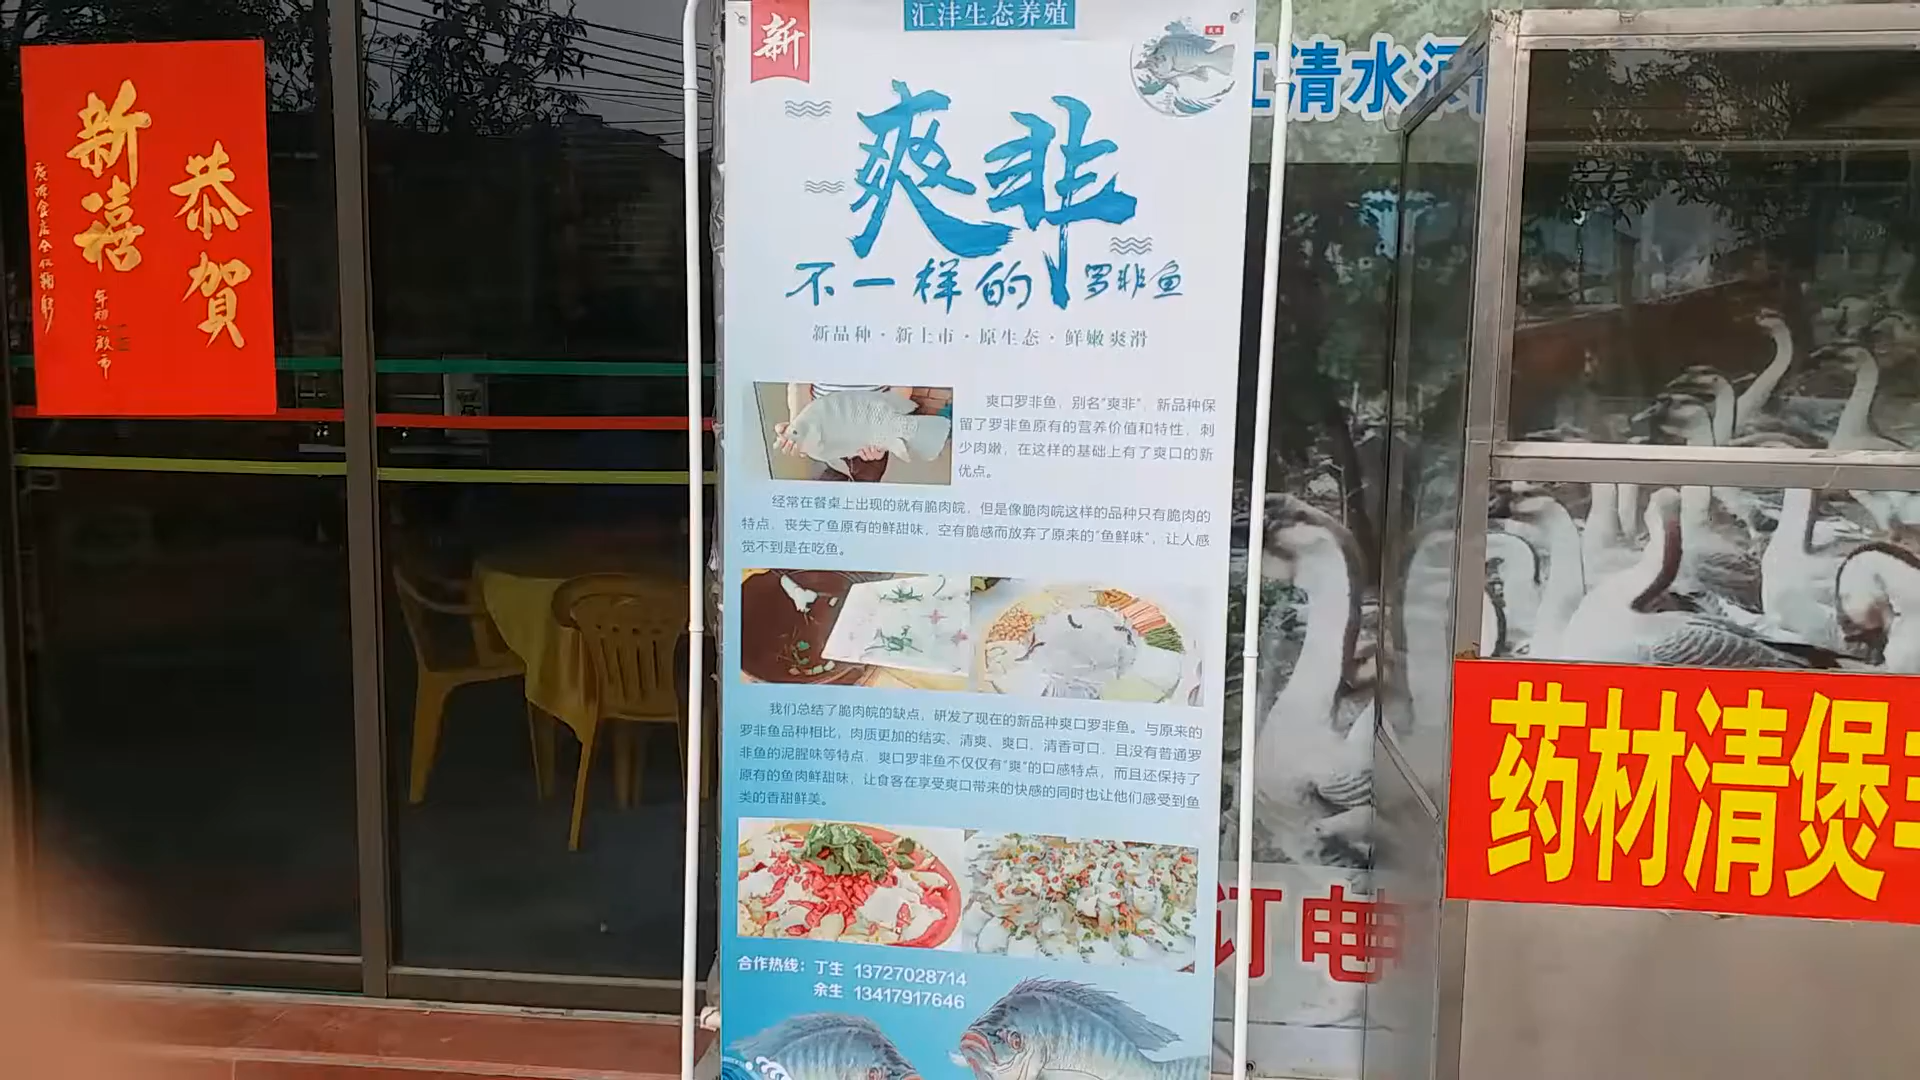 恭贺
新禧
年初八啟市
汇沣生态养殖
新
爽非
不一样的罗非鱼
新品种·新上市·原生态·鲜嫩爽滑
爽口罗非鱼，别名“爽非”，新品种保
留了罗非鱼原有的营养价值和特性，刺
少肉嫩，在这样的基础上有了爽口的新
优点。
经常在餐桌上出现的就有脆肉皖，但是像脆肉皖这样的品种只有脆肉的
特点，丧失了鱼原有的鲜甜味，空有脆感而放弃了原来的“鱼鲜味”，让人感
觉不到是在吃鱼。
我们总结了脆肉皖的缺点，研发了现在的新品种爽口罗非鱼。与原来的
罗非鱼品种相比，肉质更加的结实、清爽、爽口，清香可口，且没有普通罗
非鱼的泥腥味等特点，爽口罗非鱼不仅仅有“爽”的口感特点，而且还保持了
原有的鱼肉鲜甜味，让食客在享受爽口带来的快感的同时也让他们感受到鱼
类的香甜鲜美。
合作热线：丁生 13727028714
余生 13417917646
清水河
药材清煲
订电